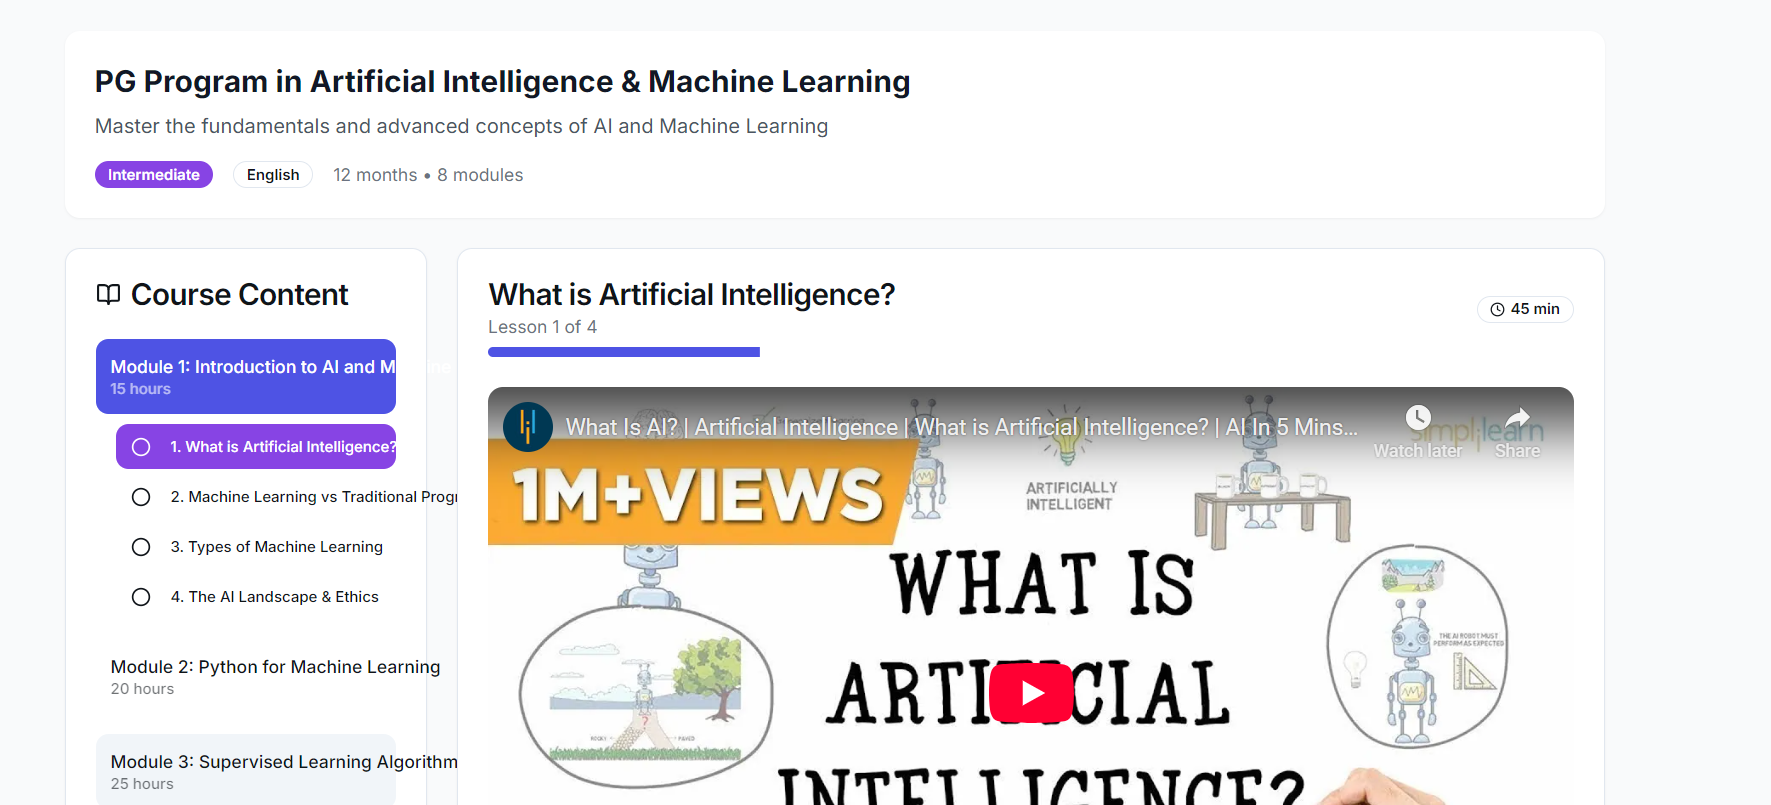 PG Program in Artificial Intelligence & Machine Learning
Master the fundamentals and advanced concepts of AI and Machine Learning
Intermediate
English
12 months • 8 modules
Course Content
Module 1: Introduction to AI and M
15 hours
1. What is Artificial Intelligence?
2. Machine Learning vs Traditional Progr
3. Types of Machine Learning
4. The AI Landscape & Ethics
Module 2: Python for Machine Learning
20 hours
Module 3: Supervised Learning Algorithm
25 hours
What is Artificial Intelligence?
Lesson 1 of 4
45 min
What Is AI? | Artificial Intelligence | What is Artificial Intelligence? | AI In 5 Mins...
Watch later
Share
simplilearn
1M+VIEWS
ARTIFICIALLY
INTELLIGENT
WHAT IS
ARTI CIAL
INTELLIGENCE?
THE AI ROBOT MUST
PERFORM AS EXPECTED
ROCKY
PAVED
?